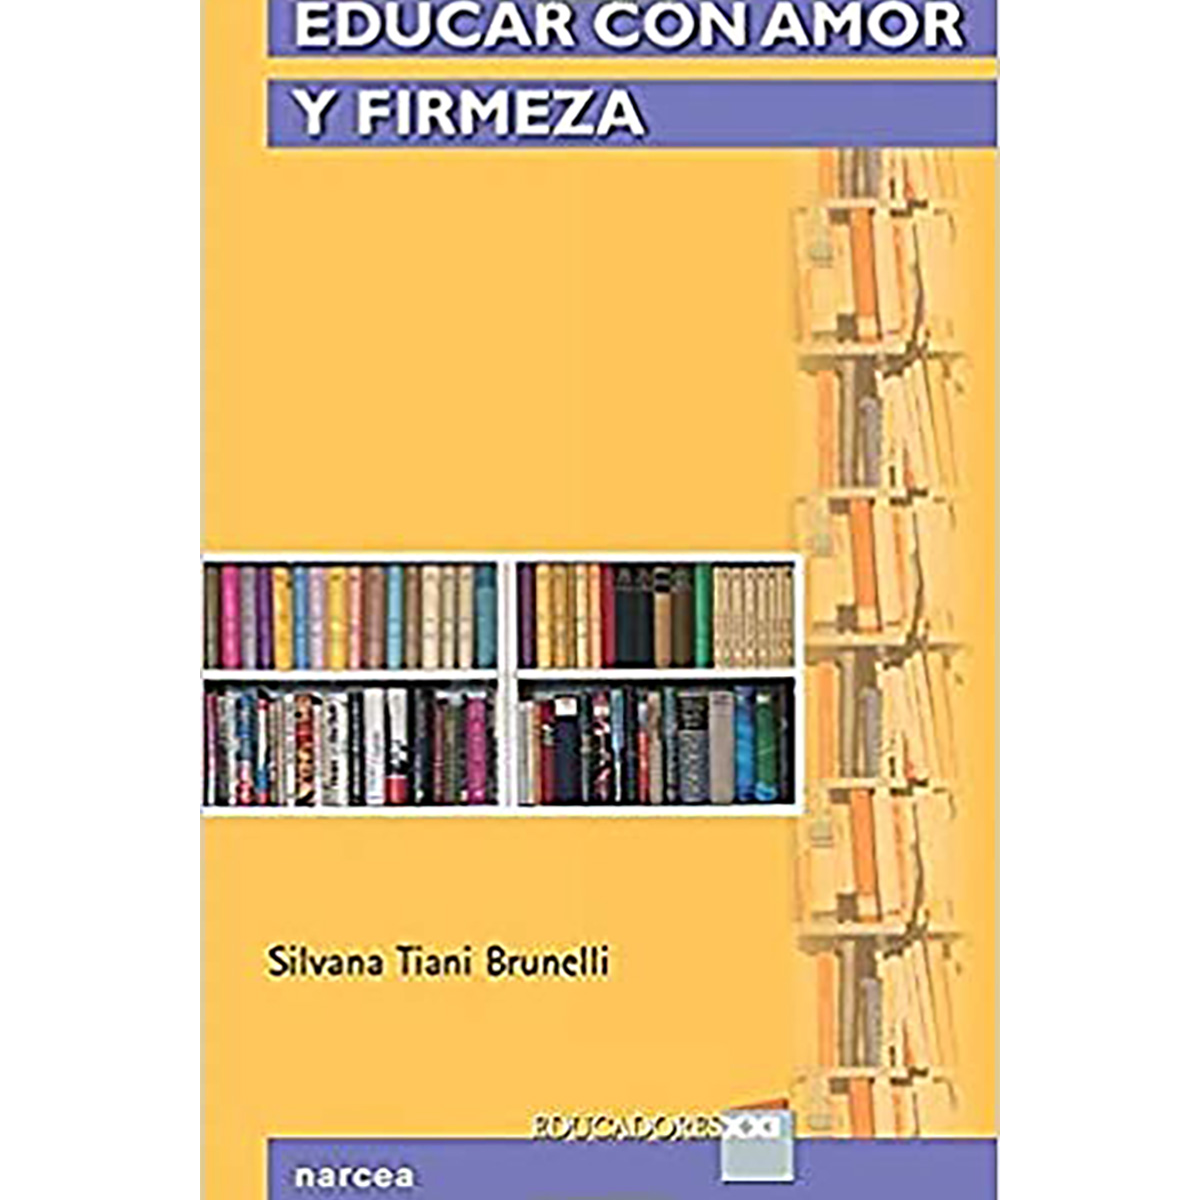 EDUCAR CON AMOR
Y FIRMEZA
Silvana Tiani Brunelli
EDUCADORES XXI
narcea